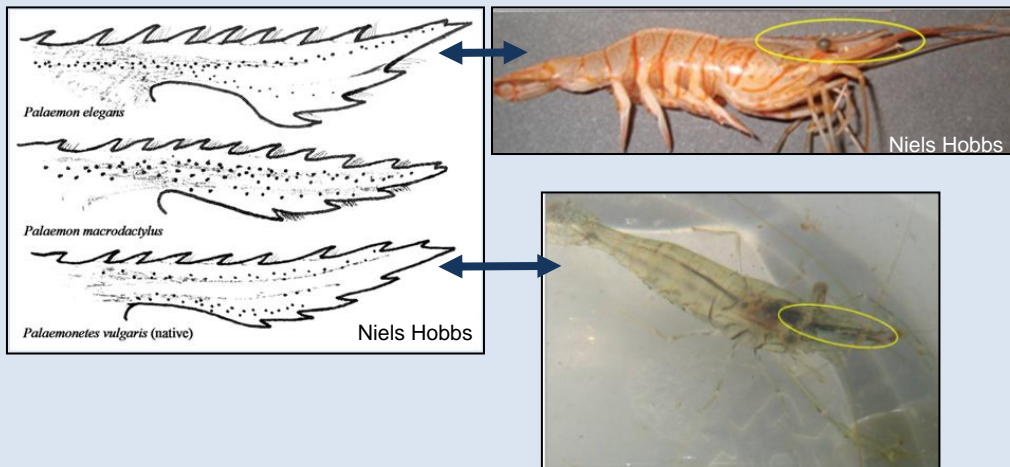 Palaemon elegans
Niels Hobbs
Palaemon macrodactylus
Palaemonetes vulgaris (native)
Niels Hobbs